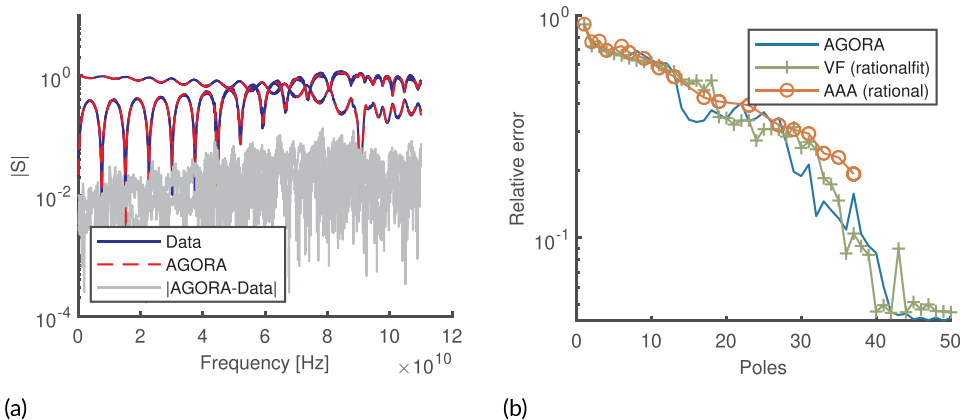 10^0
10^-2
10^-4
|S|
Data
AGORA
|AGORA-Data|
0 2 4 6 8 10 12
Frequency [Hz]
×10^10
(a)
10^0
10^-1
Relative error
AGORA
VF (rationalfit)
AAA (rational)
0 10 20 30 40 50
Poles
(b)